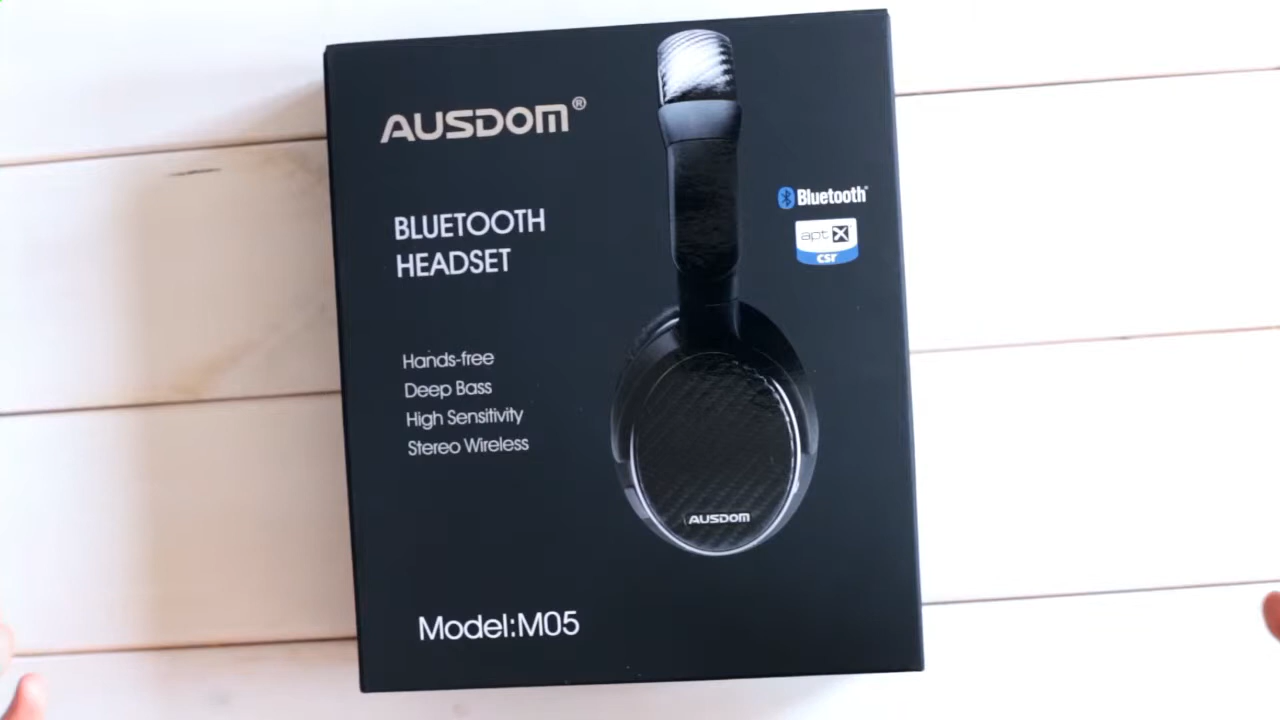 AUSDOM®
BLUETOOTH
HEADSET
Hands-free
Deep Bass
High Sensitivity
Stereo Wireless
Model:M05
Bluetooth®
aptX
csr
AUSDOM